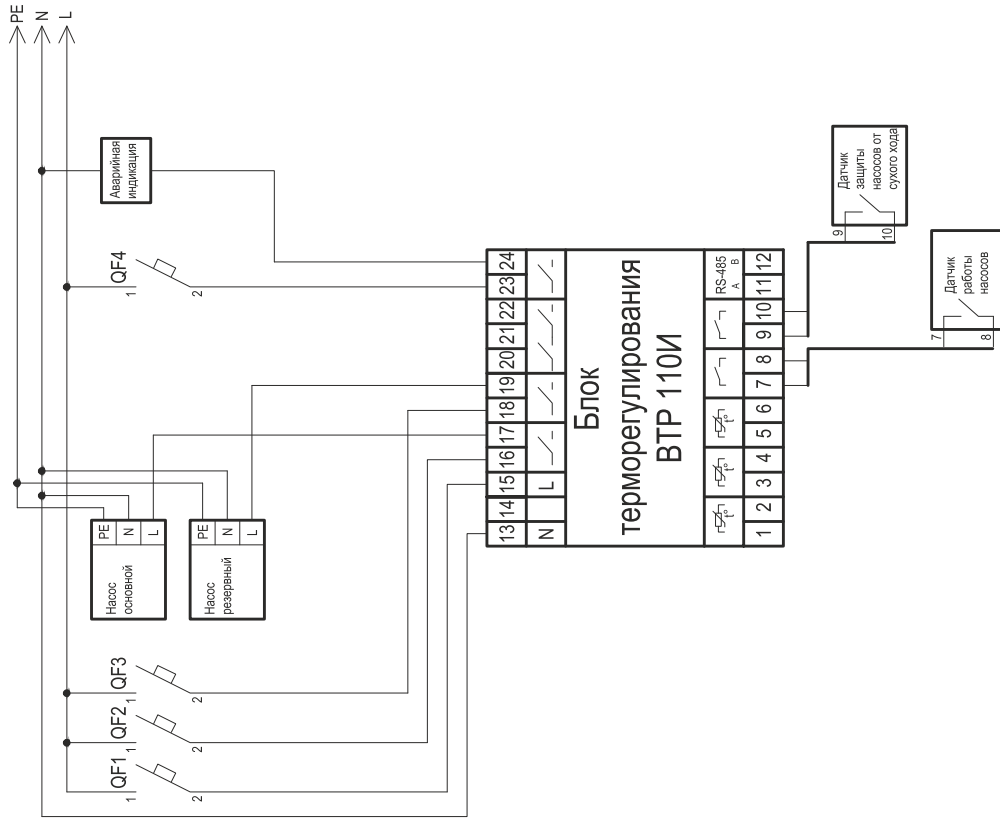 PE
N
L
Аварийная
индикация
QF4
1
2
Насос
основной
PE
N
L
Насос
резервный
PE
N
L
QF3
1
2
QF2
1
2
QF1
1
2
13 14 15 16 17 18 19 20 21 22 23 24
N L
Блок
терморегулирования
ВТР 110И
t° t° t° RS-485
A B
1 2 3 4 5 6 7 8 9 10 11 12
Датчик
защиты
насосов от
сухого хода
9
10
Датчик
работы
насосов
7
8